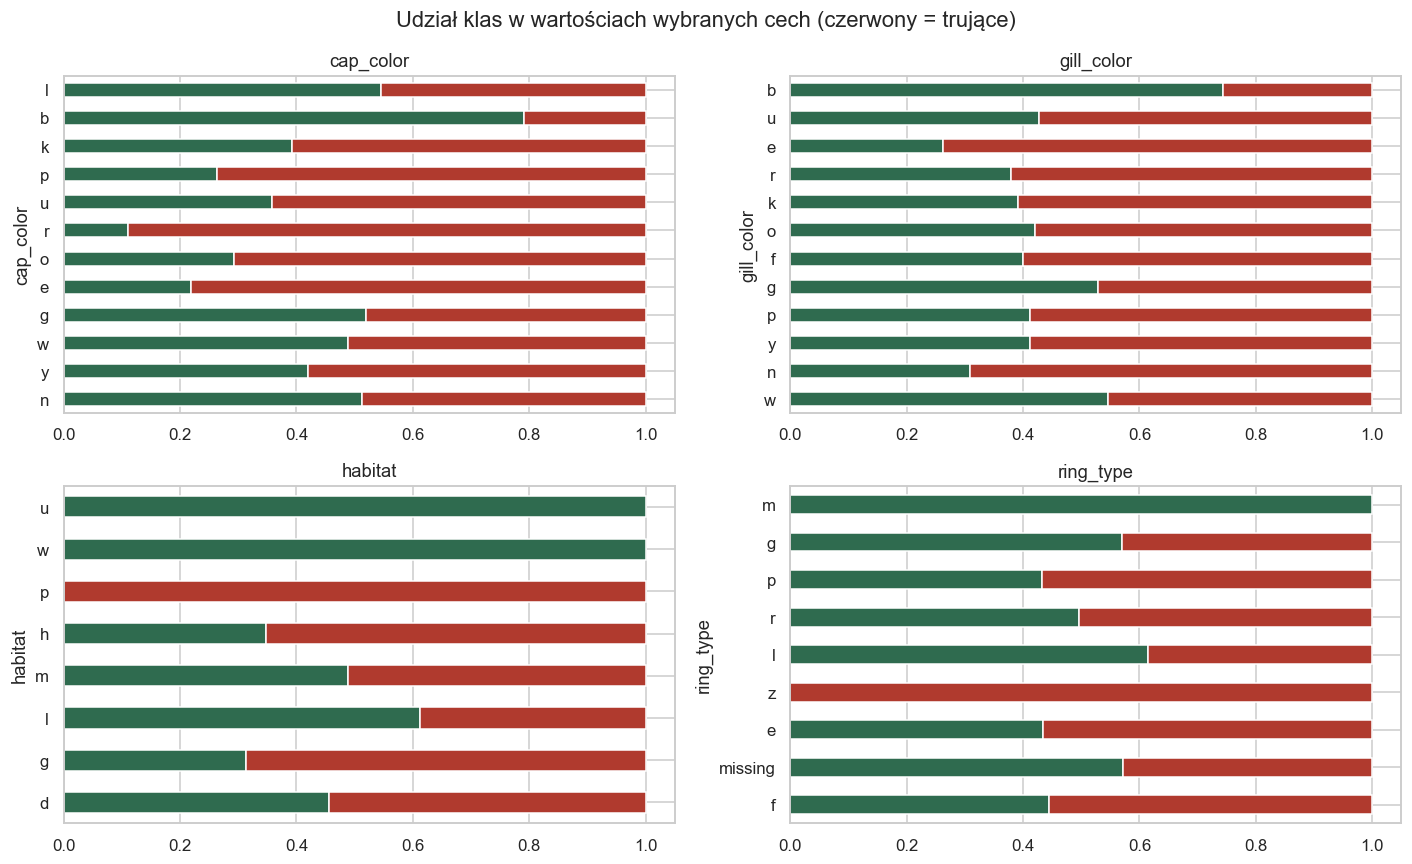 Udział klas w wartościach wybranych cech (czerwony = trujące)
cap_color
cap_color
l
b
k
p
u
r
o
e
g
w
y
n
0.0 0.2 0.4 0.6 0.8 1.0
gill_color
gill_color
b
u
e
r
k
o
f
g
p
y
n
w
0.0 0.2 0.4 0.6 0.8 1.0
habitat
habitat
u
w
p
h
m
l
g
d
0.0 0.2 0.4 0.6 0.8 1.0
ring_type
ring_type
m
g
p
r
l
z
e
missing
f
0.0 0.2 0.4 0.6 0.8 1.0